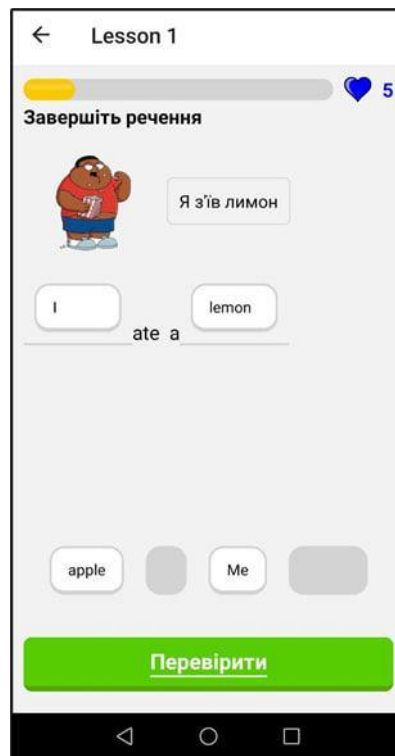 Lesson 1
5
Завершіть речення
Я з'їв лимон
I ate a lemon
apple Me
Перевірити